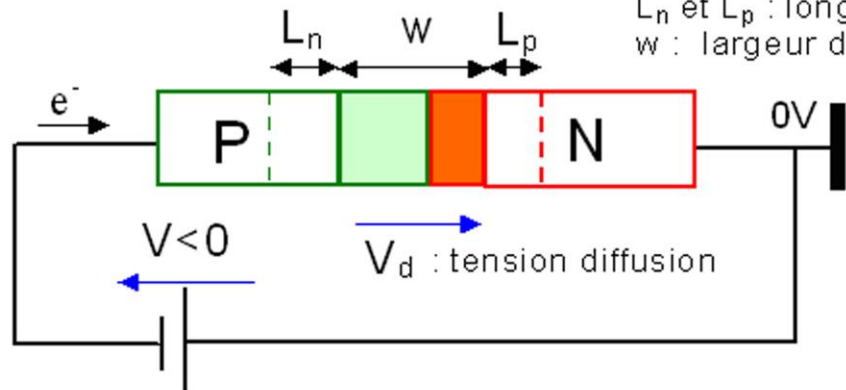 Lₙ et Lₚ : long
w : largeur d
Lₙ w Lₚ
e⁻
P N 0V
V<0
V_d : tension diffusion